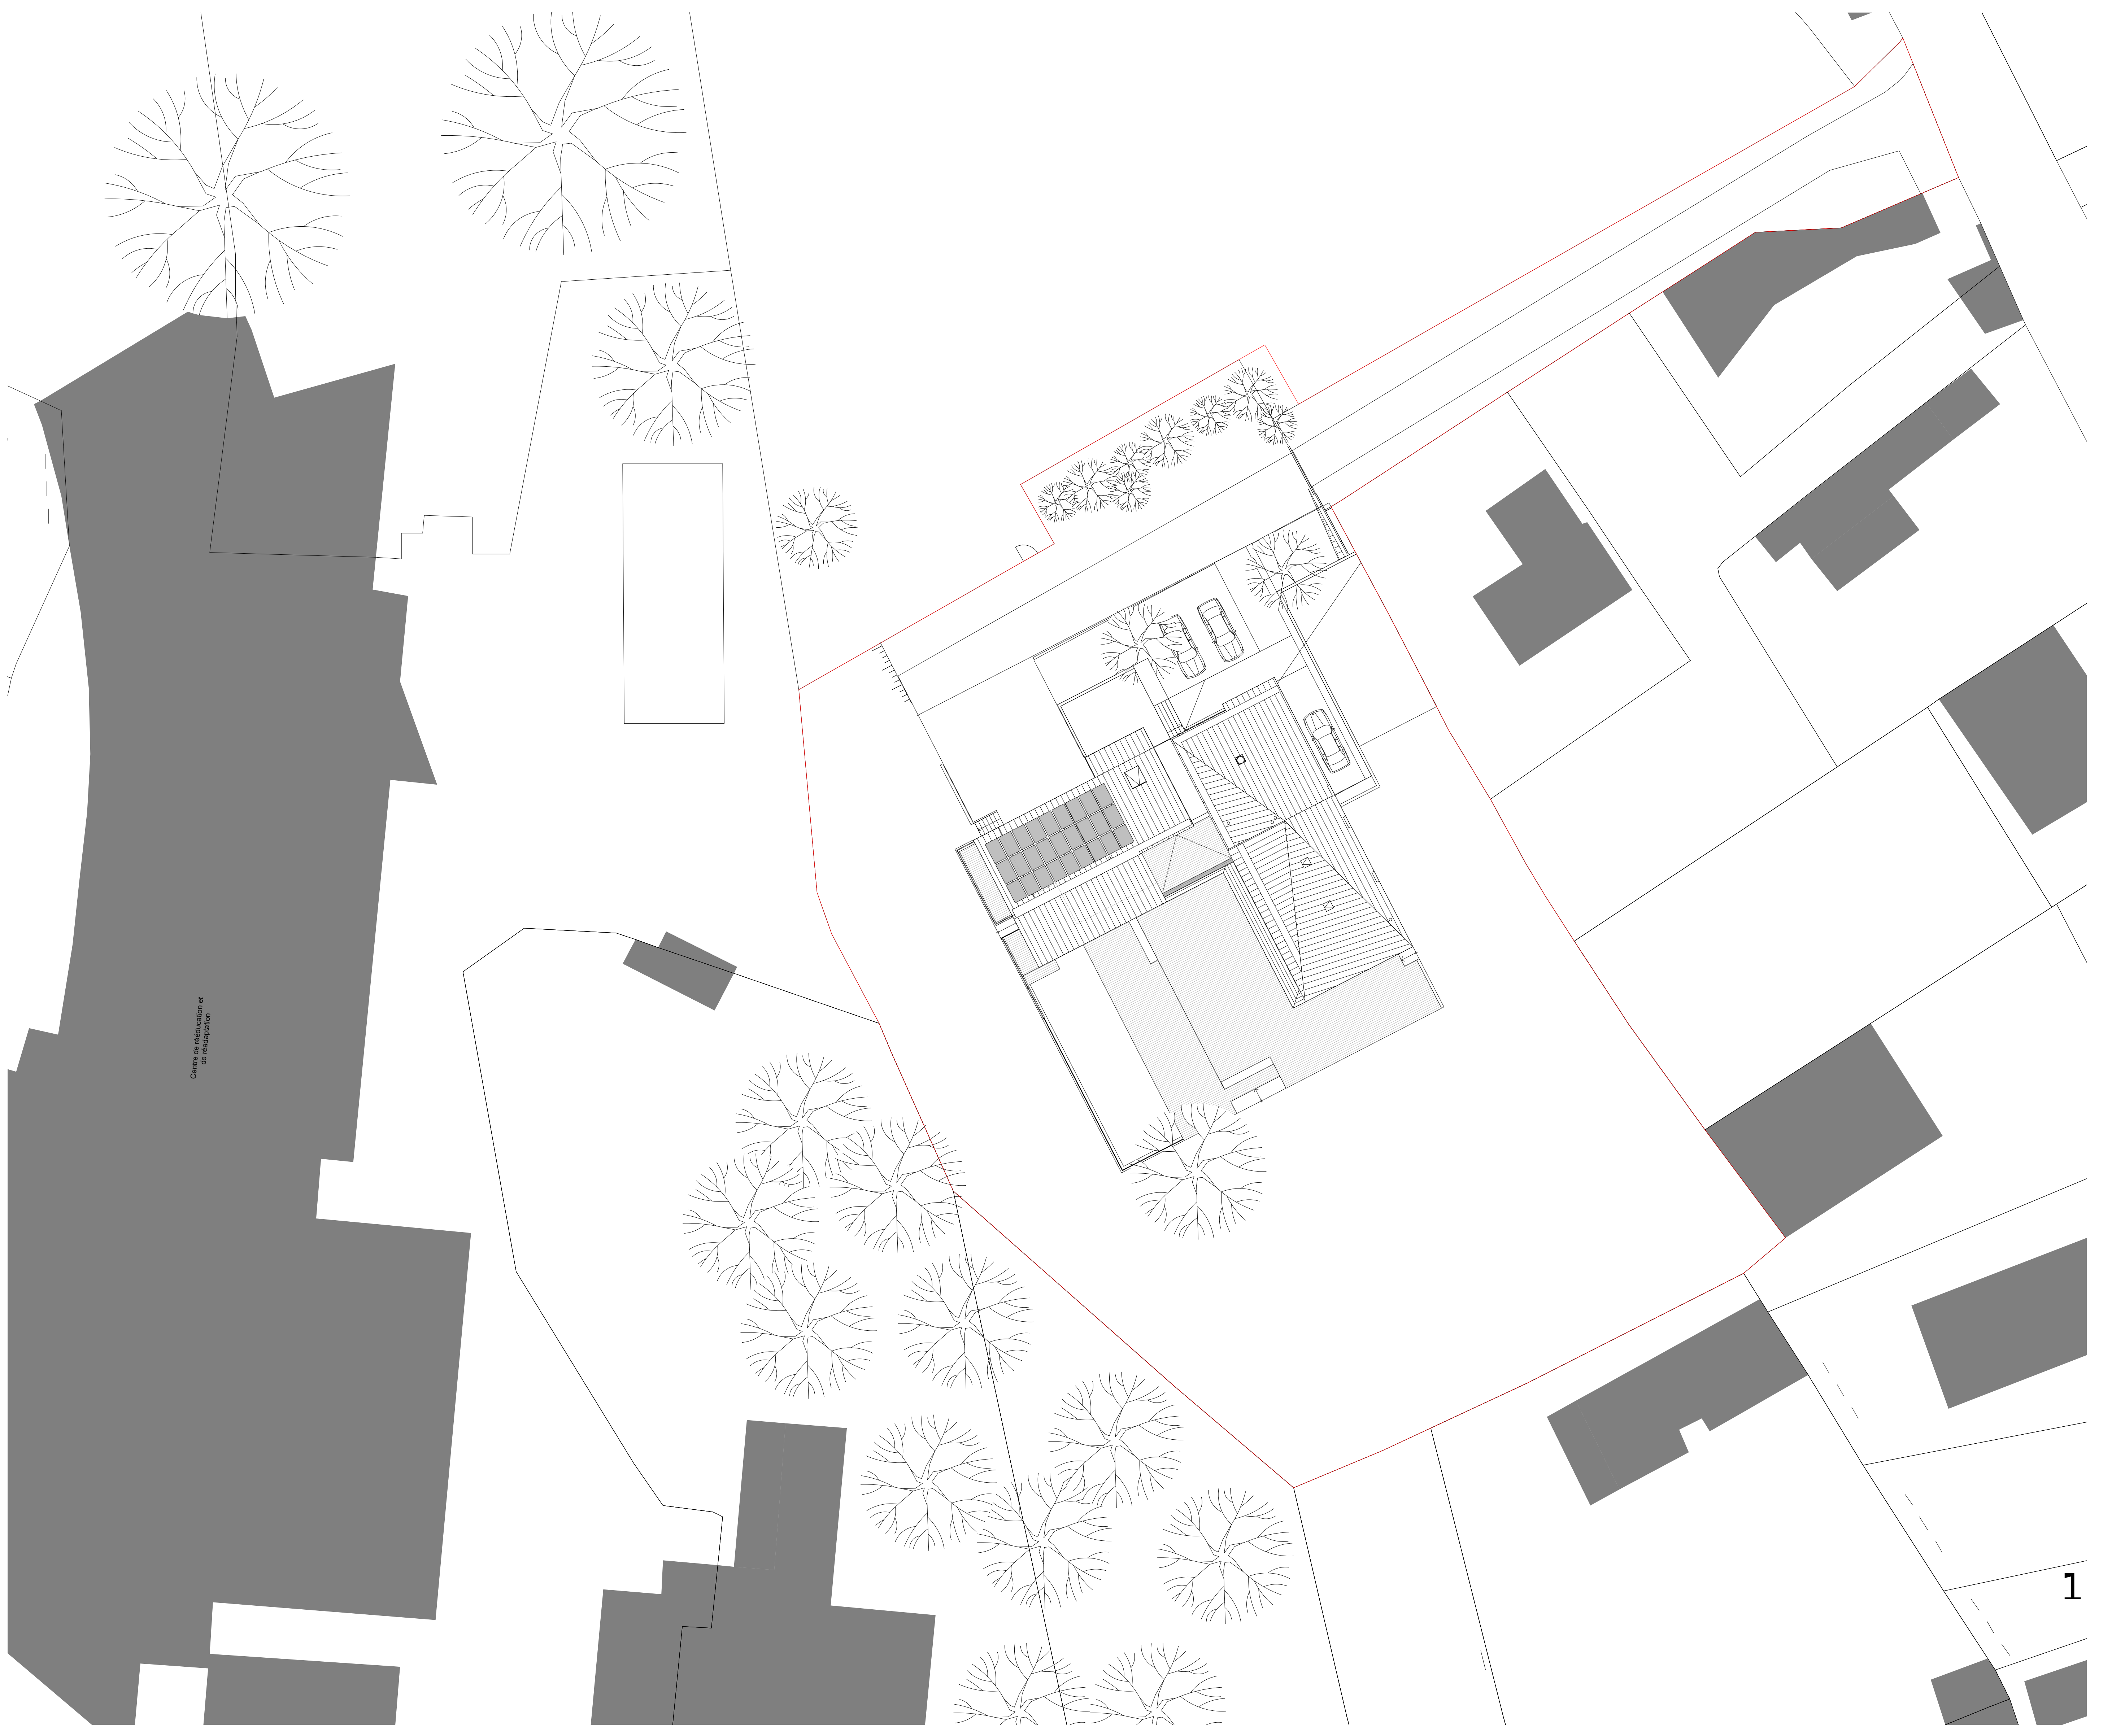 Centre de rééducation et
de réadaptation
1